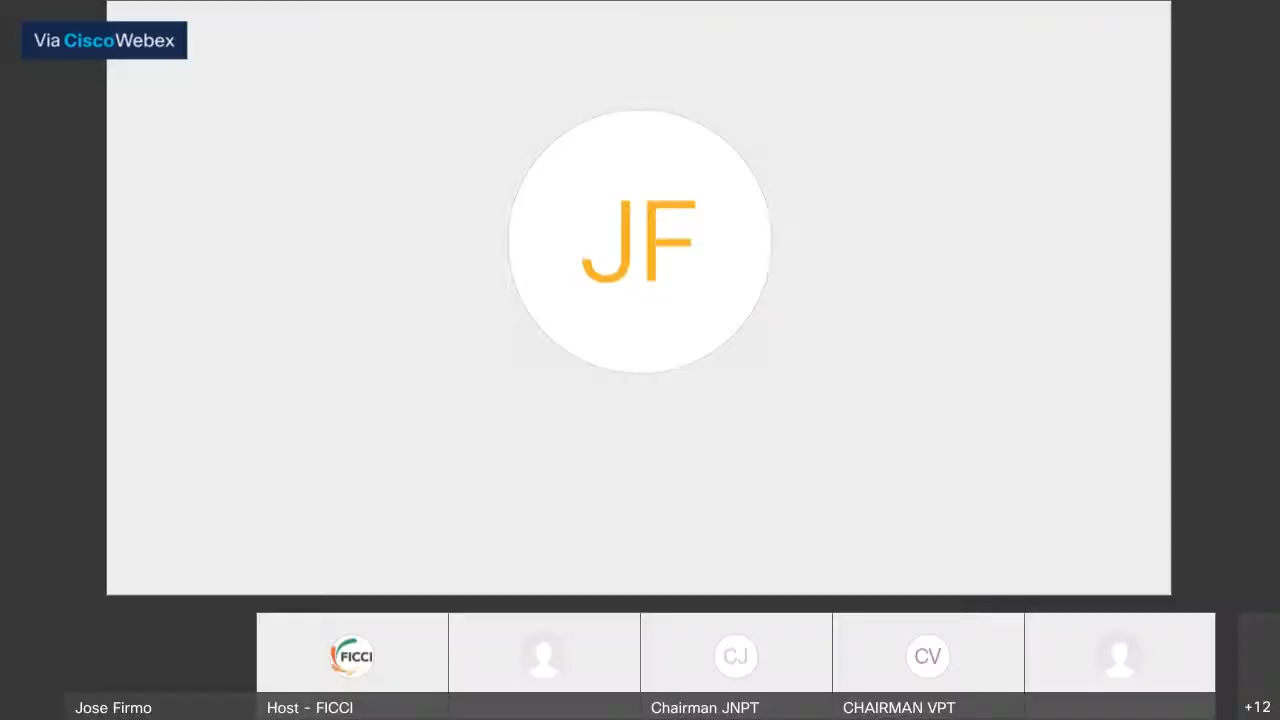 Via CiscoWebex
JF
FICCI
CJ
CV
Jose Firmo
Host - FICCI
Chairman JNPT
CHAIRMAN VPT
+12